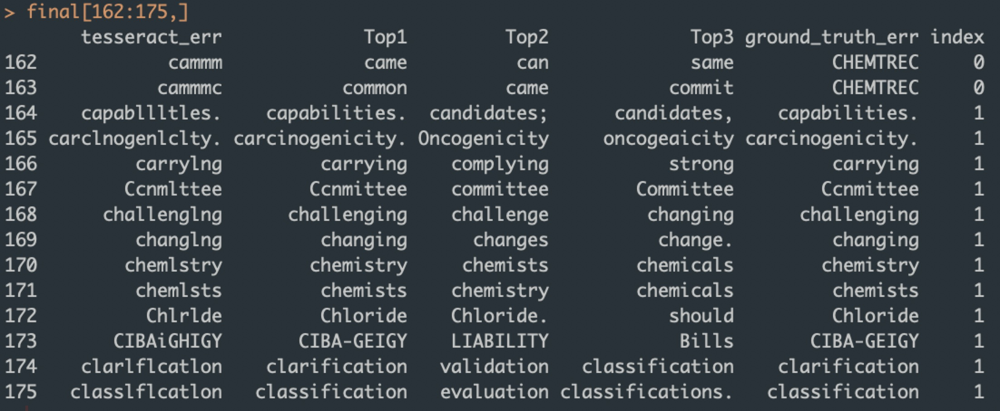 > final[162:175,]
tesseract_err Top1 Top2 Top3 ground_truth_err index
162 cammm came can same CHEMTREC 0
163 cammmc common came commit CHEMTREC 0
164 capabllltles. capabilities. candidates; candidates, capabilities. 1
165 carclnogenlclty. carcinogenicity. Oncogenicity oncogeaicity carcinogenicity. 1
166 carrylng carrying complying strong carrying 1
167 Ccnmlttee Ccnmittee committee Committee Ccnmittee 1
168 challenglng challenging challenge changing challenging 1
169 changlng changing changes change. changing 1
170 chemlstry chemistry chemists chemicals chemistry 1
171 chemlsts chemists chemistry chemicals chemists 1
172 Chlrlde Chloride Chloride. should Chloride 1
173 CIBAiGHIGY CIBA-GEIGY LIABILITY Bills CIBA-GEIGY 1
174 clarlflcatlon clarification validation classification clarification 1
175 classlflcatlon classification evaluation classifications. classification 1